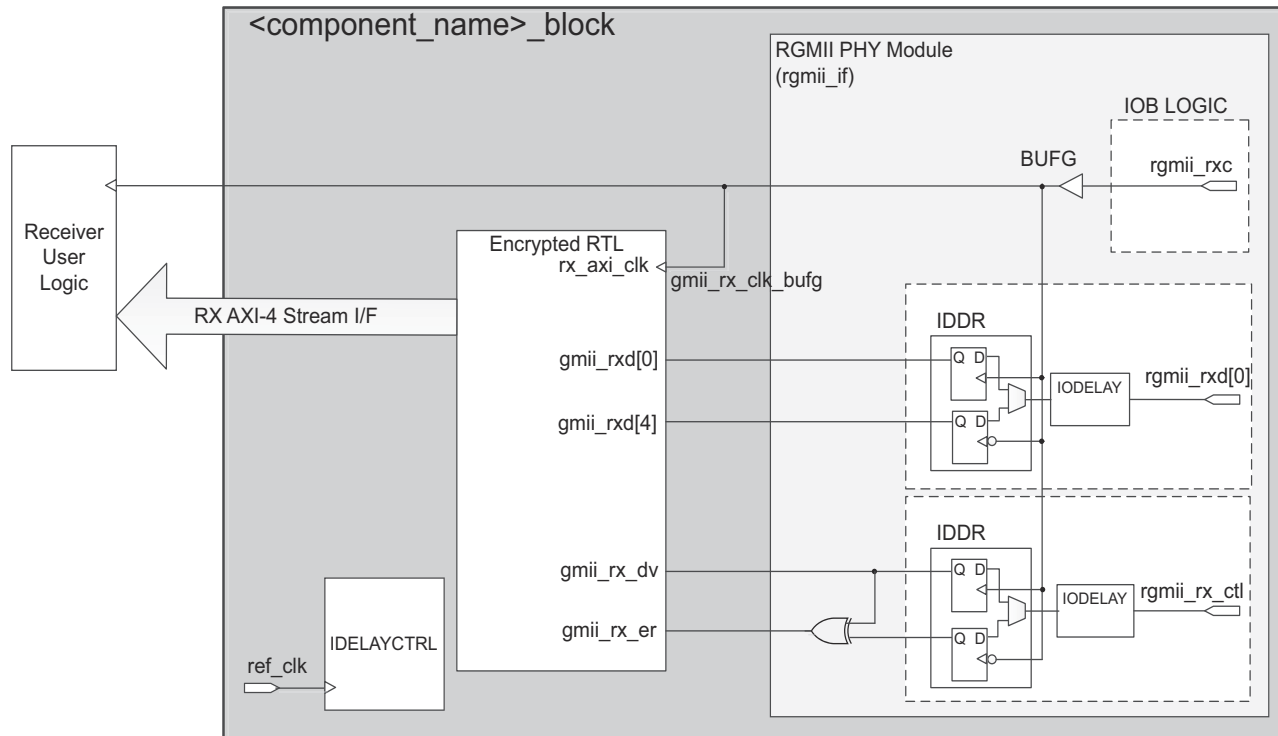 <component_name>_block
RGMII PHY Module
(rgmii_if)
IOB LOGIC
BUFG
rgmii_rxc
Receiver
User
Logic
Encrypted RTL
rx_axi_clk
gmii_rx_clk_bufg
RX AXI-4 Stream I/F
IDDR
gmii_rxd[0]
Q D
IODELAY
rgmii_rxd[0]
gmii_rxd[4]
Q D
IDDR
gmii_rx_dv
Q D
IODELAY
rgmii_rx_ctl
gmii_rx_er
Q D
IDELAYCTRL
ref_clk